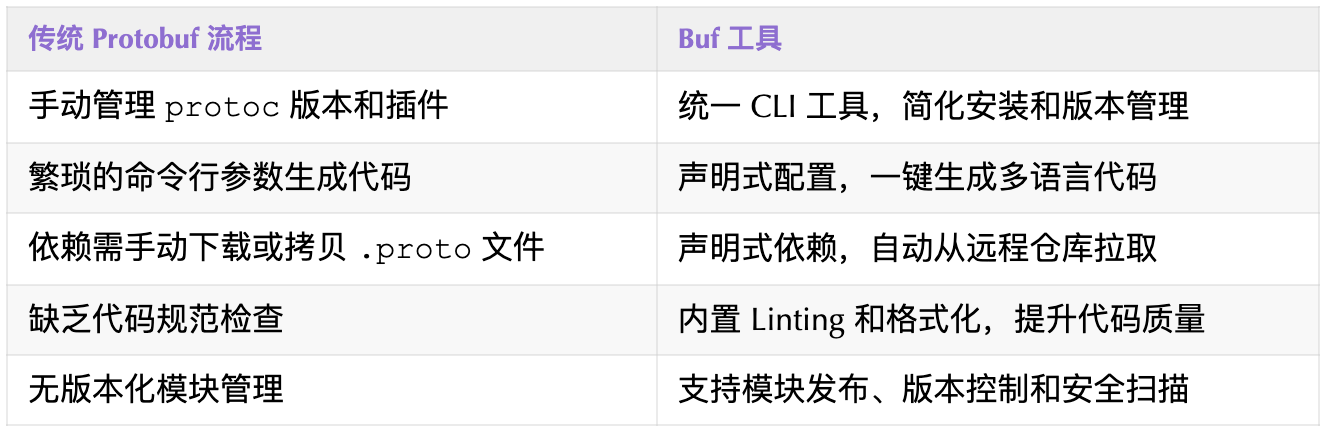 传统 Protobuf 流程
Buf 工具
手动管理 protoc 版本和插件
统一 CLI 工具，简化安装和版本管理
繁琐的命令行参数生成代码
声明式配置，一键生成多语言代码
依赖需手动下载或拷贝 .proto 文件
声明式依赖，自动从远程仓库拉取
缺乏代码规范检查
内置 Linting 和格式化，提升代码质量
无版本化模块管理
支持模块发布、版本控制和安全扫描